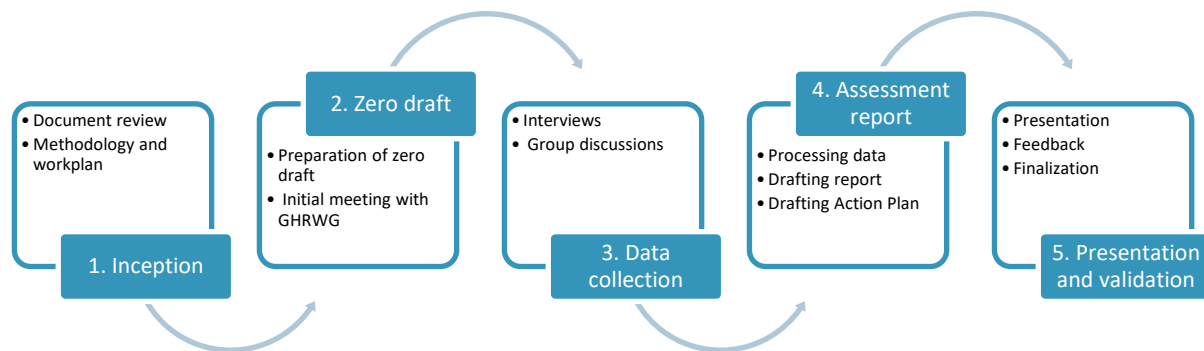 • Document review
• Methodology and
workplan
1. Inception
2. Zero draft
• Preparation of zero
draft
• Initial meeting with
GHRWG
• Interviews
• Group discussions
3. Data
collection
4. Assessment
report
• Processing data
• Drafting report
• Drafting Action Plan
• Presentation
• Feedback
• Finalization
5. Presentation
and validation